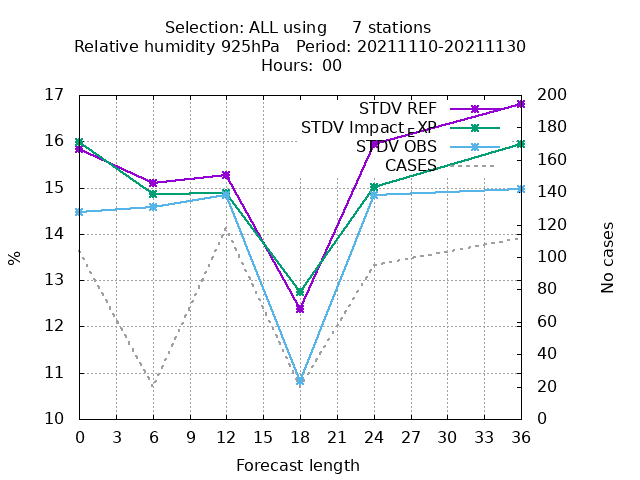 Selection: ALL using     7 stations
Relative humidity 925hPa   Period: 20211110-20211130
Hours: 00
STDV REF
STDV Impact_EXP
STDV OBS
CASES
17
16
15
14
13
12
11
10
%
200
180
160
140
120
100
80
60
40
20
0
No cases
0 3 6 9 12 15 18 21 24 27 30 33 36
Forecast length